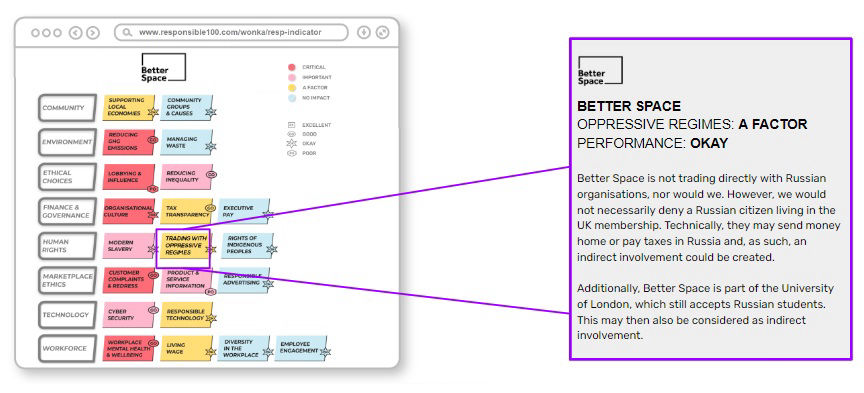 www.responsible100.com/wonka/resp-indicator
Better
Space
CRITICAL
IMPORTANT
A FACTOR
NO IMPACT
EXCELLENT
GOOD
OKAY
POOR
COMMUNITY
SUPPORTING
LOCAL
ECONOMIES
COMMUNITY
GROUPS
& CAUSES
ENVIRONMENT
REDUCING
GHG
EMISSIONS
MANAGING
WASTE
ETHICAL
CHOICES
LOBBYING &
INFLUENCE
REDUCING
INEQUALITY
FINANCE &
GOVERNANCE
ORGANISATIONAL
CULTURE
TAX
TRANSPARENCY
EXECUTIVE
PAY
HUMAN
RIGHTS
MODERN
SLAVERY
TRADING WITH
OPPRESSIVE
REGIMES
RIGHTS OF
INDIGENOUS
PEOPLES
MARKETPLACE
ETHICS
CUSTOMER
COMPLAINTS
& REDRESS
PRODUCT &
SERVICE
INFORMATION
RESPONSIBLE
ADVERTISING
TECHNOLOGY
CYBER
SECURITY
RESPONSIBLE
TECHNOLOGY
WORKFORCE
WORKPLACE
MENTAL HEALTH
& WELLBEING
LIVING
WAGE
DIVERSITY
IN THE
WORKPLACE
EMPLOYEE
ENGAGEMENT
Better
Space
BETTER SPACE
OPPRESSIVE REGIMES: A FACTOR
PERFORMANCE: OKAY
Better Space is not trading directly with Russian
organisations, nor would we. However, we would
not necessarily deny a Russian citizen living in the
UK membership. Technically, they may send money
home or pay taxes in Russia and, as such, an
indirect involvement could be created.
Additionally, Better Space is part of the University
of London, which still accepts Russian students.
This may then also be considered as indirect
involvement.